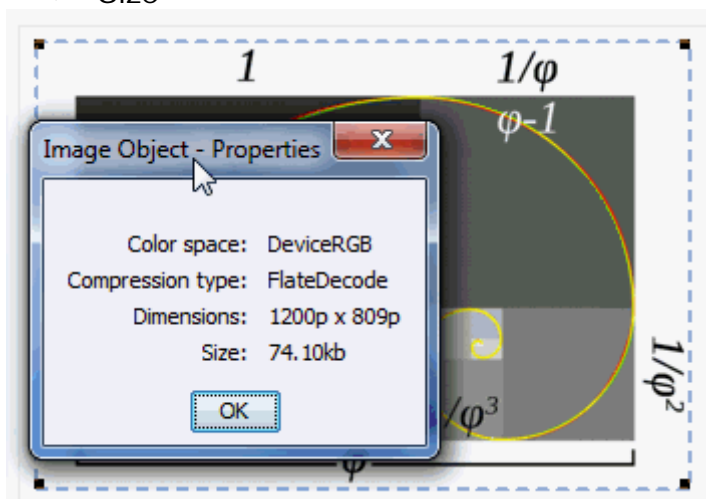 Size
1 1/φ
φ-1
Image Object - Properties
Color space: DeviceRGB
Compression type: FlateDecode
Dimensions: 1200p x 809p
Size: 74.10kb
OK
1/φ²
/φ³
φ